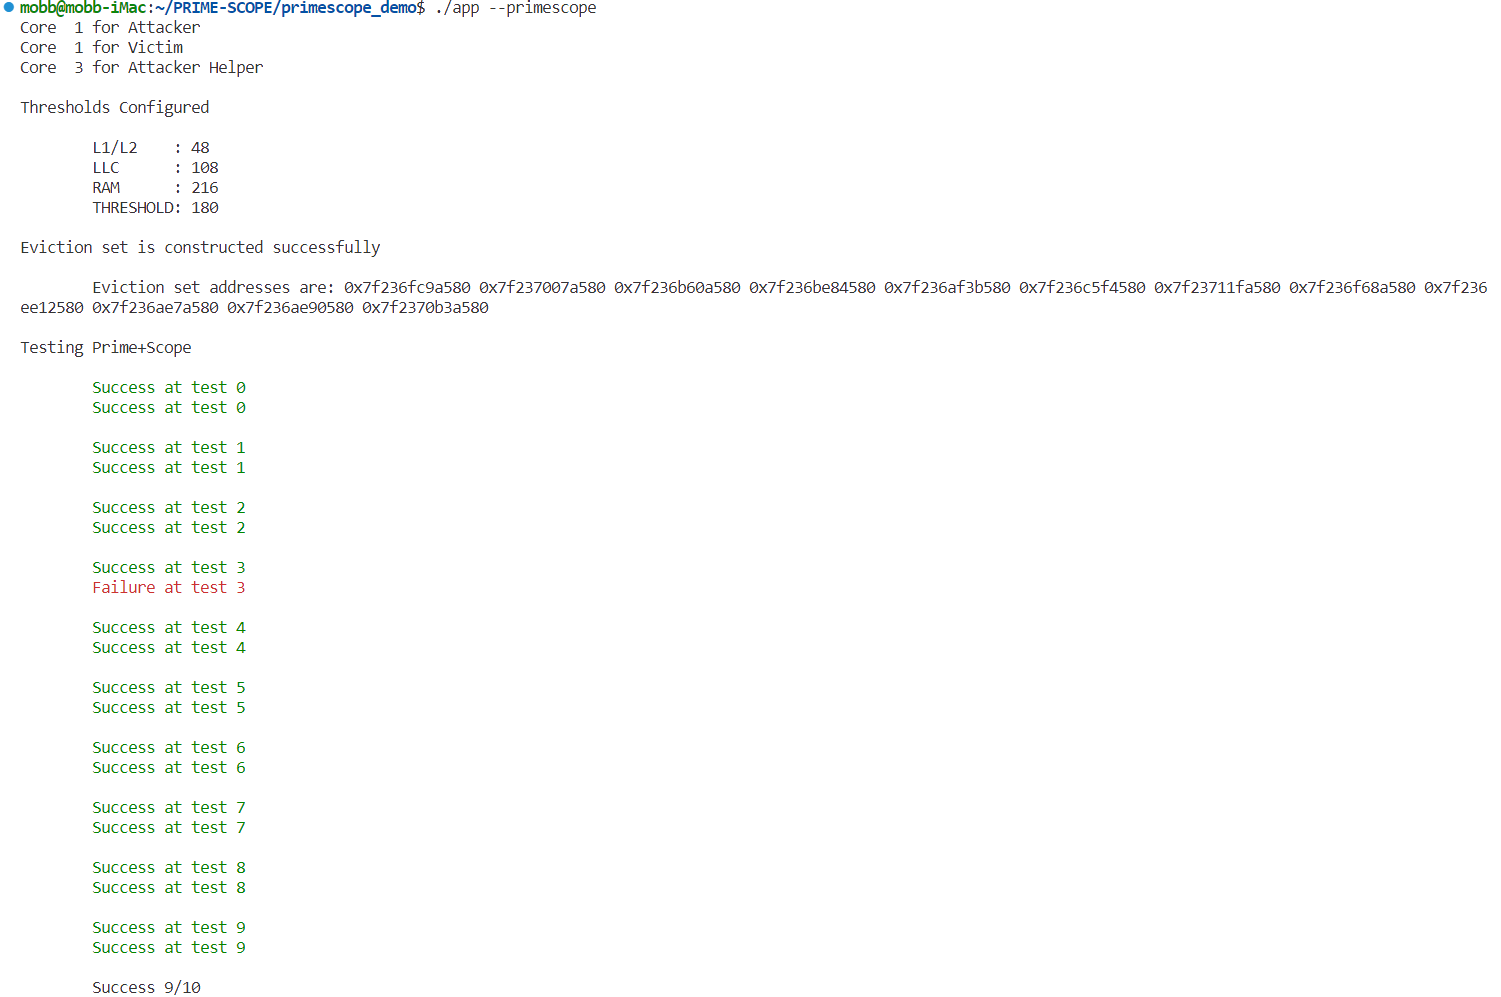 mobb@mobb-iMac:~/PRIME-SCOPE/primescope_demo$ ./app --primescope
Core  1 for Attacker
Core  1 for Victim
Core  3 for Attacker Helper
Thresholds Configured
L1/L2    : 48
LLC      : 108
RAM      : 216
THRESHOLD: 180
Eviction set is constructed successfully
Eviction set addresses are: 0x7f236fc9a580 0x7f237007a580 0x7f236b60a580 0x7f236be84580 0x7f236af3b580 0x7f236c5f4580 0x7f23711fa580 0x7f236f68a580 0x7f236
ee12580 0x7f236ae7a580 0x7f236ae90580 0x7f2370b3a580
Testing Prime+Scope
Success at test 0
Success at test 0
Success at test 1
Success at test 1
Success at test 2
Success at test 2
Success at test 3
Failure at test 3
Success at test 4
Success at test 4
Success at test 5
Success at test 5
Success at test 6
Success at test 6
Success at test 7
Success at test 7
Success at test 8
Success at test 8
Success at test 9
Success at test 9
Success 9/10